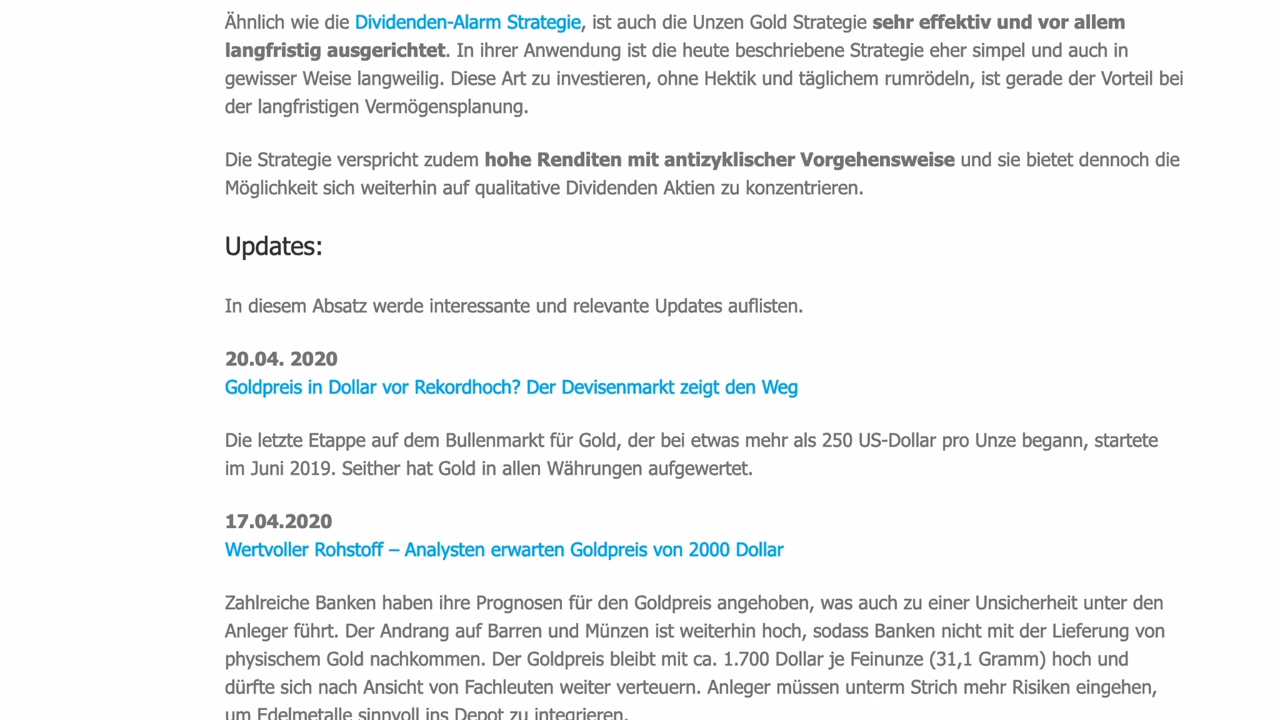 Ähnlich wie die Dividenden-Alarm Strategie, ist auch die Unzen Gold Strategie sehr effektiv und vor allem
langfristig ausgerichtet. In ihrer Anwendung ist die heute beschriebene Strategie eher simpel und auch in
gewisser Weise langweilig. Diese Art zu investieren, ohne Hektik und täglichem rumrödeln, ist gerade der Vorteil bei
der langfristigen Vermögensplanung.
Die Strategie verspricht zudem hohe Renditen mit antizyklischer Vorgehensweise und sie bietet dennoch die
Möglichkeit sich weiterhin auf qualitative Dividenden Aktien zu konzentrieren.
Updates:
In diesem Absatz werde interessante und relevante Updates auflisten.
20.04. 2020
Goldpreis in Dollar vor Rekordhoch? Der Devisenmarkt zeigt den Weg
Die letzte Etappe auf dem Bullenmarkt für Gold, der bei etwas mehr als 250 US-Dollar pro Unze begann, startete
im Juni 2019. Seither hat Gold in allen Währungen aufgewertet.
17.04.2020
Wertvoller Rohstoff – Analysten erwarten Goldpreis von 2000 Dollar
Zahlreiche Banken haben ihre Prognosen für den Goldpreis angehoben, was auch zu einer Unsicherheit unter den
Anleger führt. Der Andrang auf Barren und Münzen ist weiterhin hoch, sodass Banken nicht mit der Lieferung von
physischem Gold nachkommen. Der Goldpreis bleibt mit ca. 1.700 Dollar je Feinunze (31,1 Gramm) hoch und
dürfte sich nach Ansicht von Fachleuten weiter verteuern. Anleger müssen unterm Strich mehr Risiken eingehen,
um Edelmetalle sinnvoll ins Depot zu integrieren.